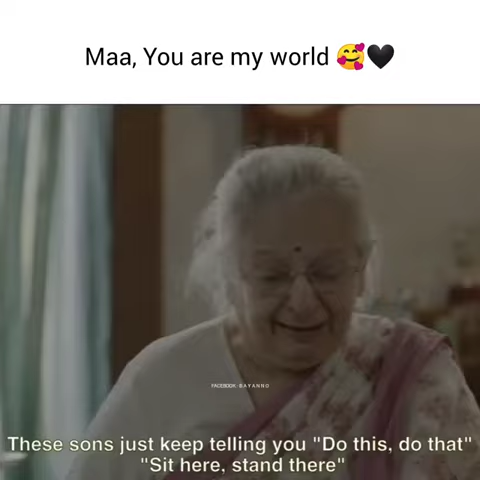 Maa, You are my world 🥰🖤
FACEBOOK : BAYANNO
These sons just keep telling you "Do this, do that"
"Sit here, stand there"